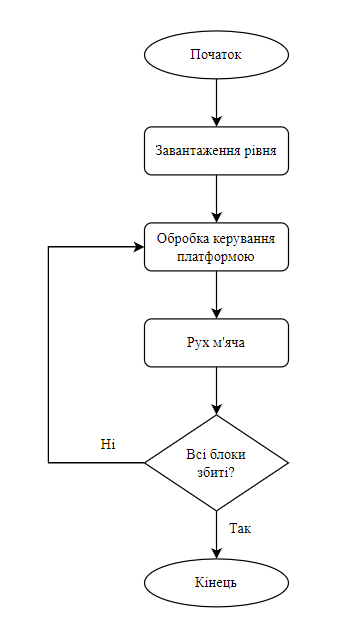 Початок
Завантаження рівня
Обробка керування
платформою
Рух м'яча
Ні
Всі блоки
збиті?
Так
Кінець